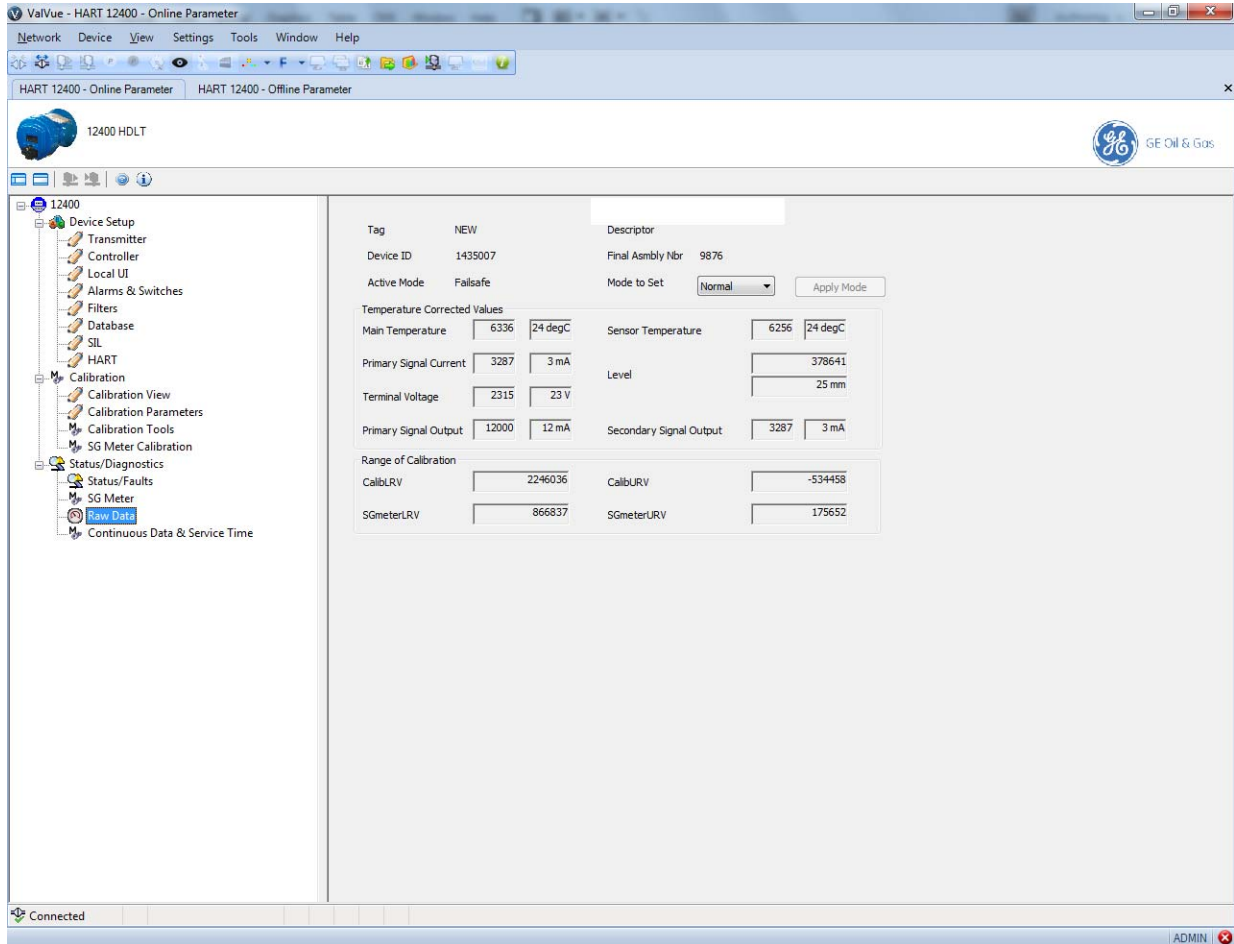 ValVue - HART 12400 - Online Parameter
Network Device View Settings Tools Window Help
F
HART 12400 - Online Parameter HART 12400 - Offline Parameter
12400 HDLT
GE Oil & Gas
12400
Device Setup
Transmitter
Controller
Local UI
Alarms & Switches
Filters
Database
SIL
HART
Calibration
Calibration View
Calibration Parameters
Calibration Tools
SG Meter Calibration
Status/Diagnostics
Status/Faults
SG Meter
Raw Data
Continuous Data & Service Time
Tag NEW Descriptor
Device ID 1435007 Final Asmbly Nbr 9876
Active Mode Failsafe Mode to Set Normal Apply Mode
Temperature Corrected Values
Main Temperature 6336 24 degC Sensor Temperature 6256 24 degC
Primary Signal Current 3287 3 mA Level 378641
25 mm
Terminal Voltage 2315 23 V
Primary Signal Output 12000 12 mA Secondary Signal Output 3287 3 mA
Range of Calibration
CalibLRV 2246036 CalibURV -534458
SGmeterLRV 866837 SGmeterURV 175652
Connected
ADMIN